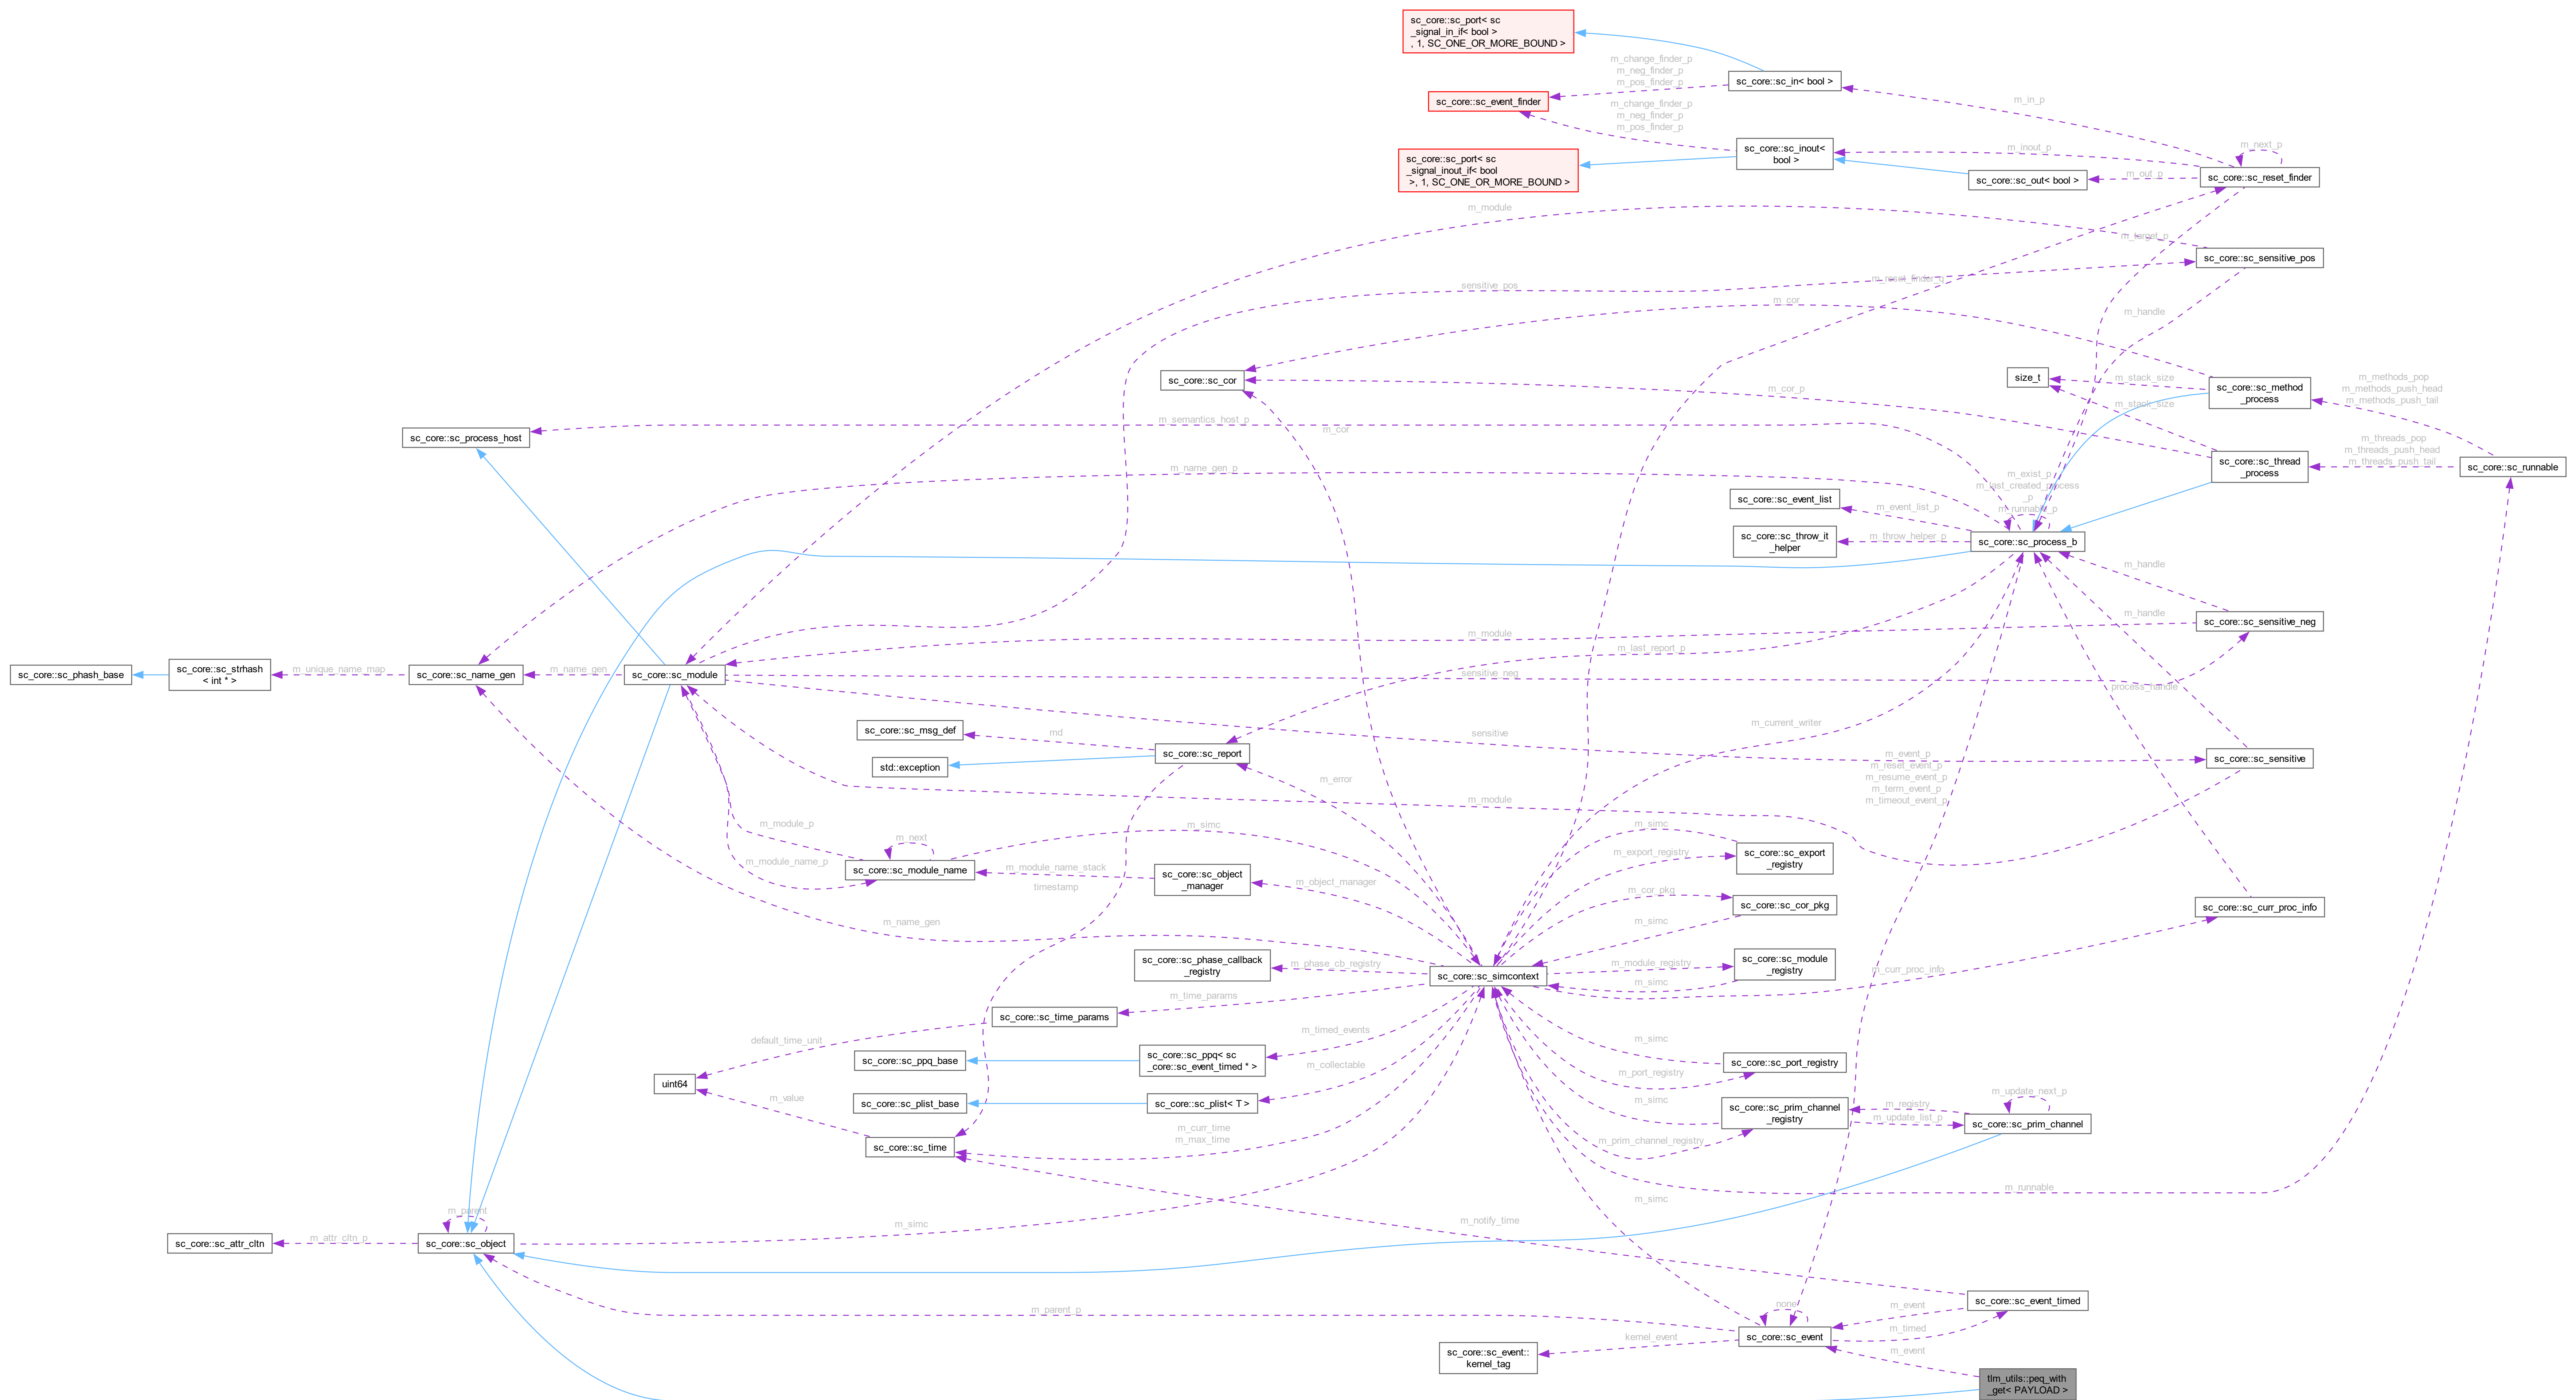 sc_core::sc_port< sc
_signal_in_if< bool >
, 1, SC_ONE_OR_MORE_BOUND >
m_change_finder_p
m_neg_finder_p
m_pos_finder_p
sc_core::sc_in< bool >
sc_core::sc_event_finder
m_in_p
m_change_finder_p
m_neg_finder_p
m_pos_finder_p
sc_core::sc_inout<
bool >
m_inout_p
m_next_p
sc_core::sc_port< sc
_signal_inout_if< bool
>, 1, SC_ONE_OR_MORE_BOUND >
sc_core::sc_out< bool >
m_out_p
sc_core::sc_reset_finder
m_module
m_target_p
sc_core::sc_sensitive_pos
sensitive_pos
m_reset_finder_q
m_cor
m_handle
sc_core::sc_cor
m_cor_p
size_t
m_stack_size
m_stack_size
sc_core::sc_method
_process
m_methods_pop
m_methods_push_head
m_methods_push_tail
sc_core::sc_process_host
m_semantics_host_p
m_cor
m_threads_pop
m_threads_push_head
m_threads_push_tail
sc_core::sc_thread
_process
sc_core::sc_runnable
m_name_gen_p
m_exist_p
m_last_created_process
_p
m_runnable_p
sc_core::sc_event_list
m_event_list_p
sc_core::sc_throw_it
_helper
m_throw_helper_p
sc_core::sc_process_b
m_handle
m_handle
sc_core::sc_sensitive_neg
m_module
m_last_report_p
sc_core::sc_phash_base
sc_core::sc_strhash
< int * >
m_unique_name_map
sc_core::sc_name_gen
m_name_gen
sc_core::sc_module
sensitive_neg
process_handle
sc_core::sc_msg_def
md
sc_core::sc_report
std::exception
sensitive
m_current_writer
m_event_p
m_reset_event_p
m_resume_event_p
m_term_event_p
m_timeout_event_p
sc_core::sc_sensitive
m_error
m_module
m_module_p
m_next
m_simc
m_simc
m_module_name_p
sc_core::sc_module_name
m_module_name_stack
timestamp
sc_core::sc_object
_manager
m_object_manager
m_export_registry
sc_core::sc_export
_registry
m_cor_pkg
sc_core::sc_cor_pkg
sc_core::sc_curr_proc_info
m_name_gen
m_simc
sc_core::sc_phase_callback
_registry
m_phase_cb_registry
sc_core::sc_simcontext
m_module_registry
m_simc
sc_core::sc_module
_registry
m_curr_proc_info
m_time_params
sc_core::sc_time_params
default_time_unit
m_timed_events
m_simc
sc_core::sc_ppq_base
sc_core::sc_ppq< sc
_core::sc_event_timed * >
m_collectable
m_port_registry
sc_core::sc_port_registry
uint64
m_value
sc_core::sc_plist_base
sc_core::sc_plist< T >
m_simc
sc_core::sc_prim_channel
_registry
m_registry
m_update_list_p
m_update_next_p
sc_core::sc_prim_channel
m_curr_time
m_max_time
sc_core::sc_time
m_prim_channel_registry
m_runnable
m_simc
m_parent
m_simc
m_notify_time
sc_core::sc_attr_cltn
m_attr_cltn_p
sc_core::sc_object
m_parent_p
none
m_event
m_timed
sc_core::sc_event_timed
sc_core::sc_event
kernel_event
sc_core::sc_event::
kernel_tag
m_event
tlm_utils::peq_with
_get< PAYLOAD >